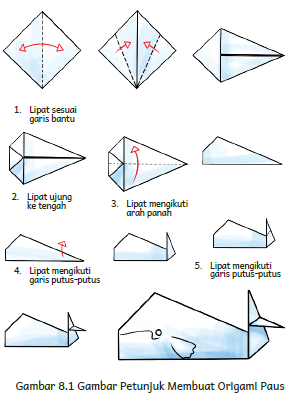 1. Lipat sesuai
garis bantu
2. Lipat ujung
ke tengah
3. Lipat mengikuti
arah panah
4. Lipat mengikuti
garis putus-putus
5. Lipat mengikuti
garis putus-putus
Gambar 8.1 Gambar Petunjuk Membuat Origami Paus